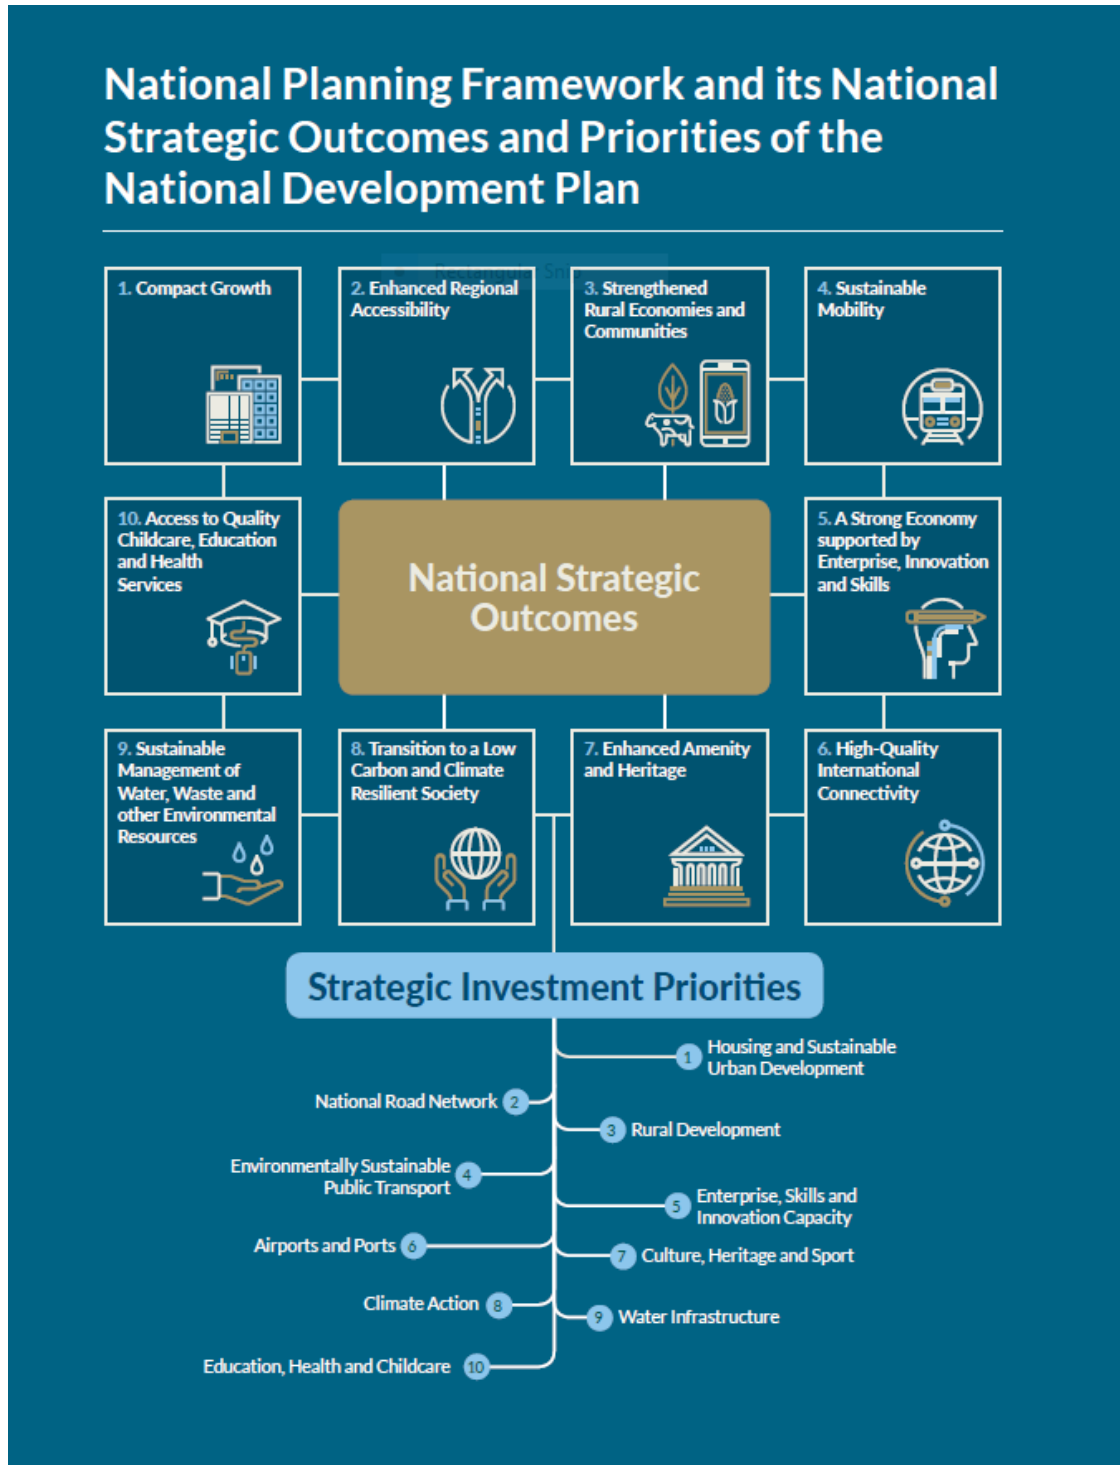 National Planning Framework and its National
Strategic Outcomes and Priorities of the
National Development Plan
Rectangular Snip
1. Compact Growth
2. Enhanced Regional
Accessibility
3. Strengthened
Rural Economies and
Communities
4. Sustainable
Mobility
10. Access to Quality
Childcare, Education
and Health
Services
National Strategic
Outcomes
5. A Strong Economy
supported by
Enterprise, Innovation
and Skills
9. Sustainable
Management of
Water, Waste and
other Environmental
Resources
8. Transition to a Low
Carbon and Climate
Resilient Society
7. Enhanced Amenity
and Heritage
6. High-Quality
International
Connectivity
Strategic Investment Priorities
1 Housing and Sustainable
Urban Development
National Road Network 2
3 Rural Development
Environmentally Sustainable
Public Transport 4
5 Enterprise, Skills and
Innovation Capacity
Airports and Ports 6
7 Culture, Heritage and Sport
Climate Action 8
9 Water Infrastructure
Education, Health and Childcare 10